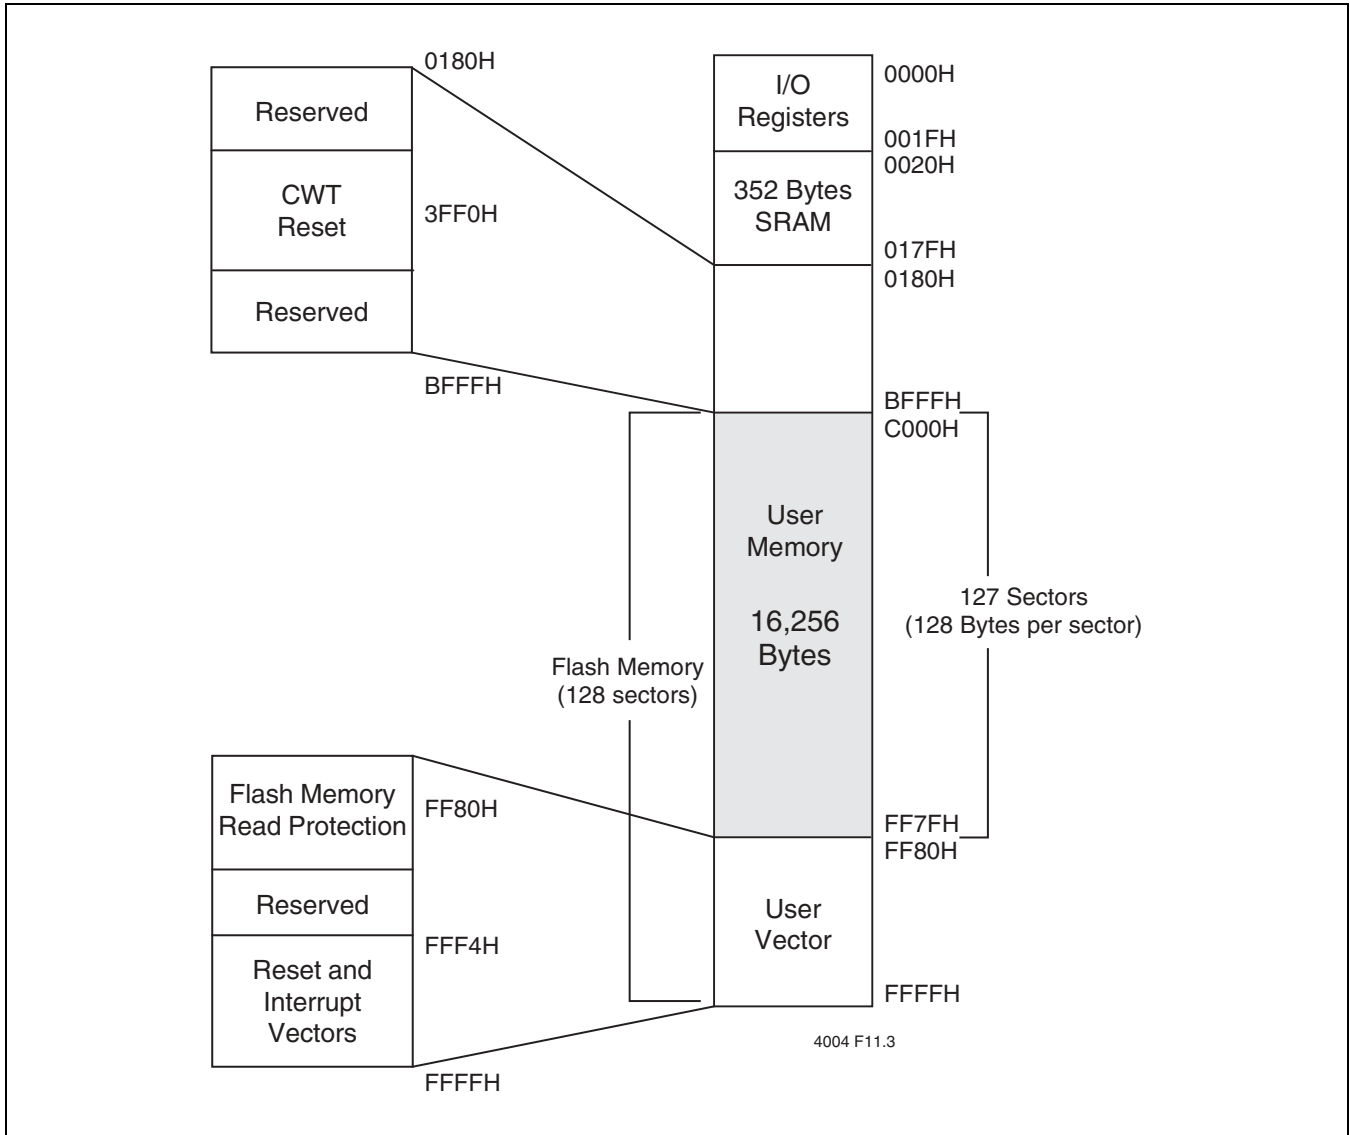 0180H
Reserved
CWT
Reset
3FF0H
Reserved
BFFFH
I/O
Registers
0000H
001FH
0020H
352 Bytes
SRAM
017FH
0180H
BFFFH
C000H
User
Memory
16,256
Bytes
127 Sectors
(128 Bytes per sector)
Flash Memory
(128 sectors)
FF7FH
FF80H
User
Vector
FFFFH
Flash Memory
Read Protection
FF80H
Reserved
FFF4H
Reset and
Interrupt
Vectors
FFFFH
4004 F11.3